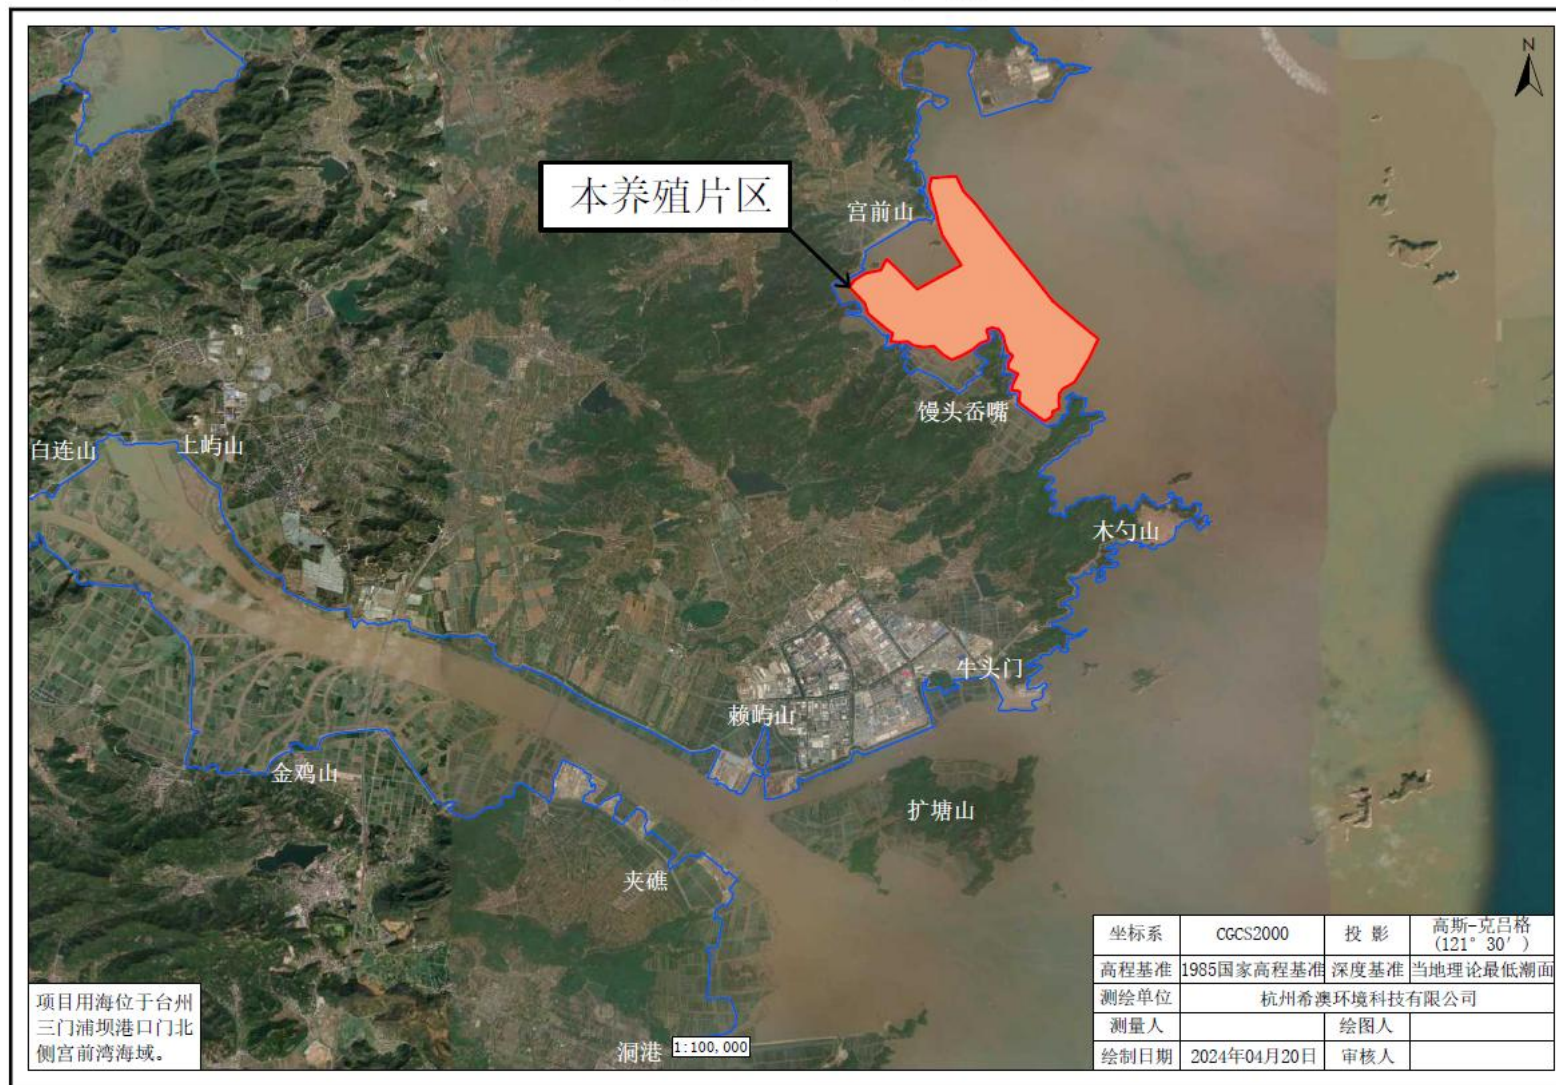 N
本养殖片区
宫前山
馒头岙嘴
白连山
上屿山
木勺山
牛头门
赖屿山
金鸡山
扩塘山
夹礁
洞港
1:100,000
项目用海位于台州
三门浦坝港口门北
侧宫前湾海域。
坐标系 CGCS2000 投 影 高斯-克吕格
(121° 30′ )
高程基准 1985国家高程基准 深度基准 当地理论最低潮面
测绘单位 杭州希澳环境科技有限公司
测量人 绘图人
绘制日期 2024年04月20日 审核人